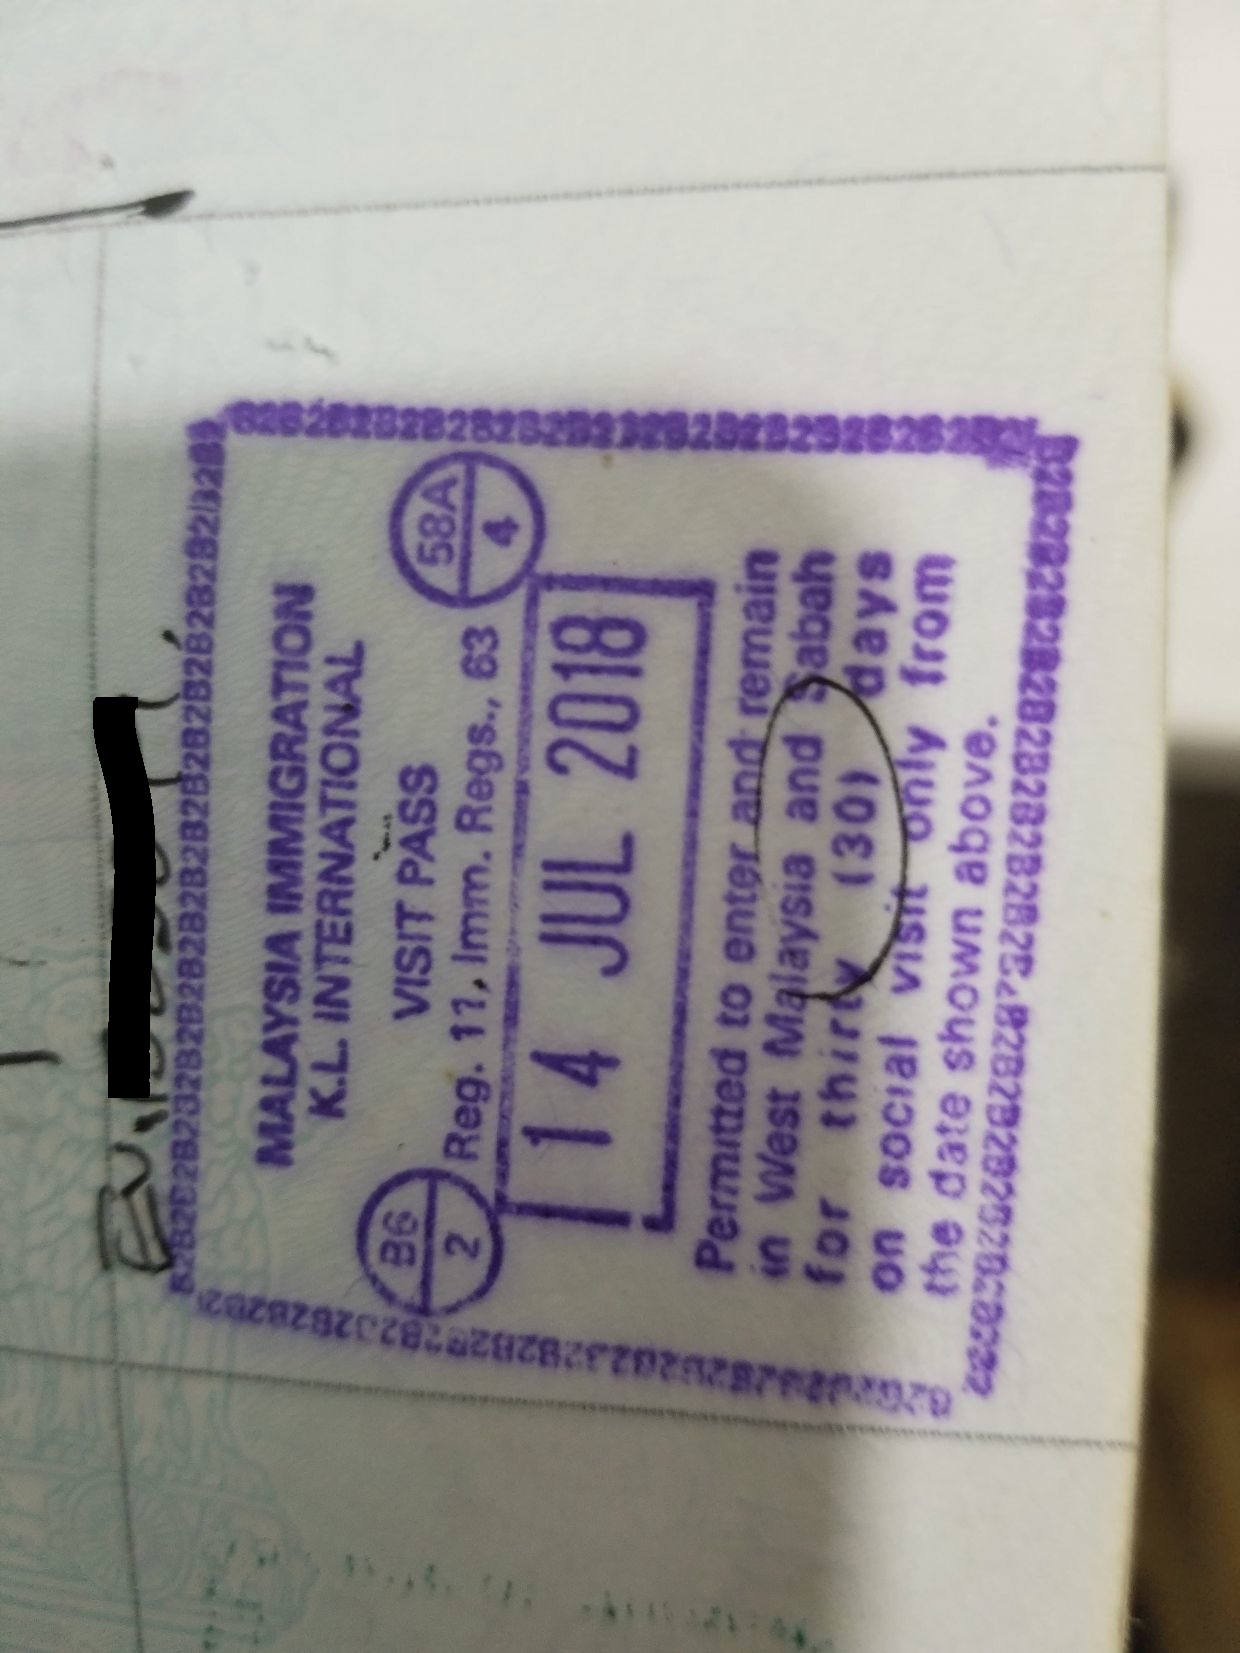 MALAYSIA IMMIGRATION
K.L. INTERNATIONAL
VISIT PASS
Reg. 11, Imm. Regs., 63
B6
2
58A
4
14 JUL 2018
Permitted to enter and remain
in West Malaysia and Sabah
for thirty (30) days
on social visit only from
the date shown above.